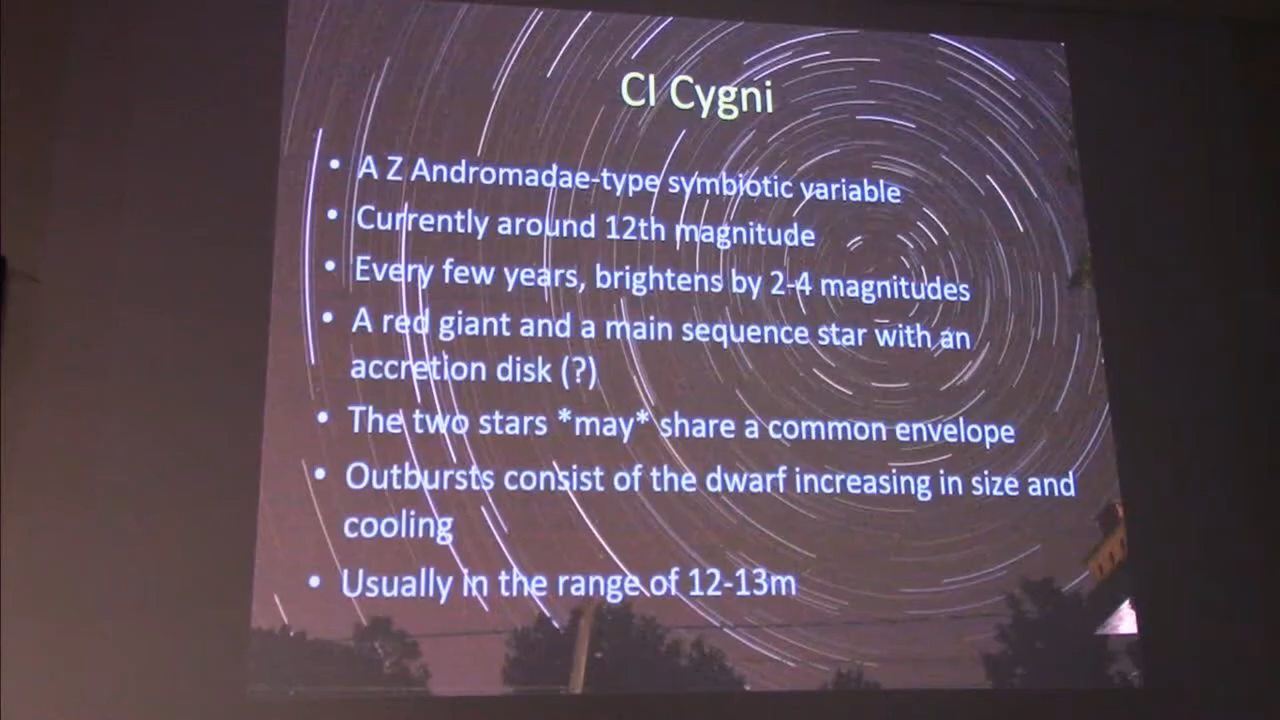 CI Cygni
• A Z Andromadae-type symbiotic variable
• Currently around 12th magnitude
• Every few years, brightens by 2-4 magnitudes
• A red giant and a main sequence star with an
accretion disk (?)
• The two stars *may* share a common envelope
• Outbursts consist of the dwarf increasing in size and
cooling
• Usually in the range of 12-13m